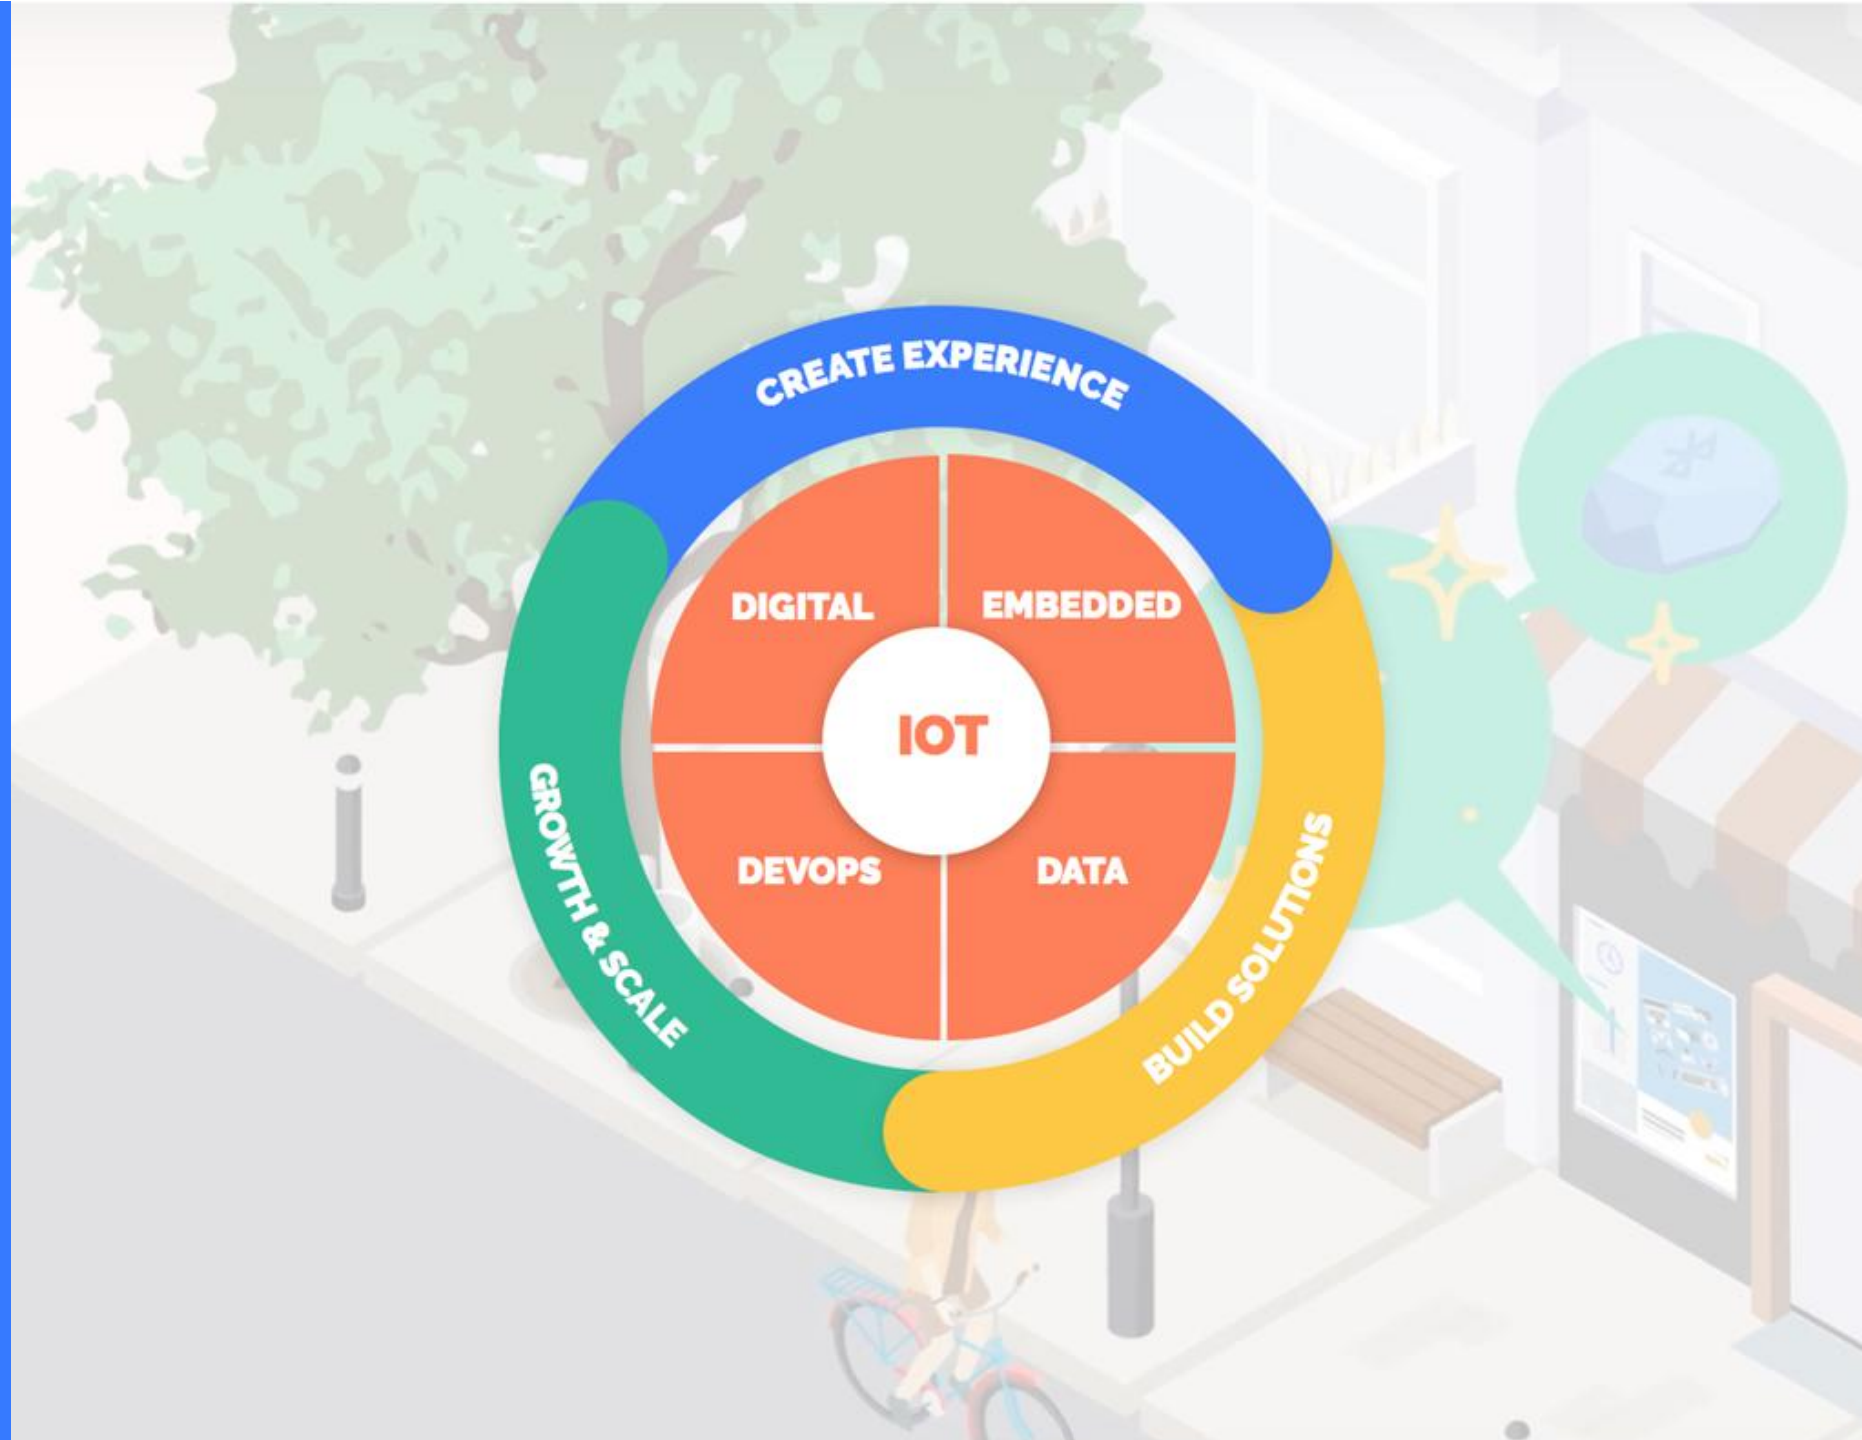 CREATE EXPERIENCE
DIGITAL
EMBEDDED
IOT
DEVOPS
DATA
GROWTH & SCALE
BUILD SOLUTIONS